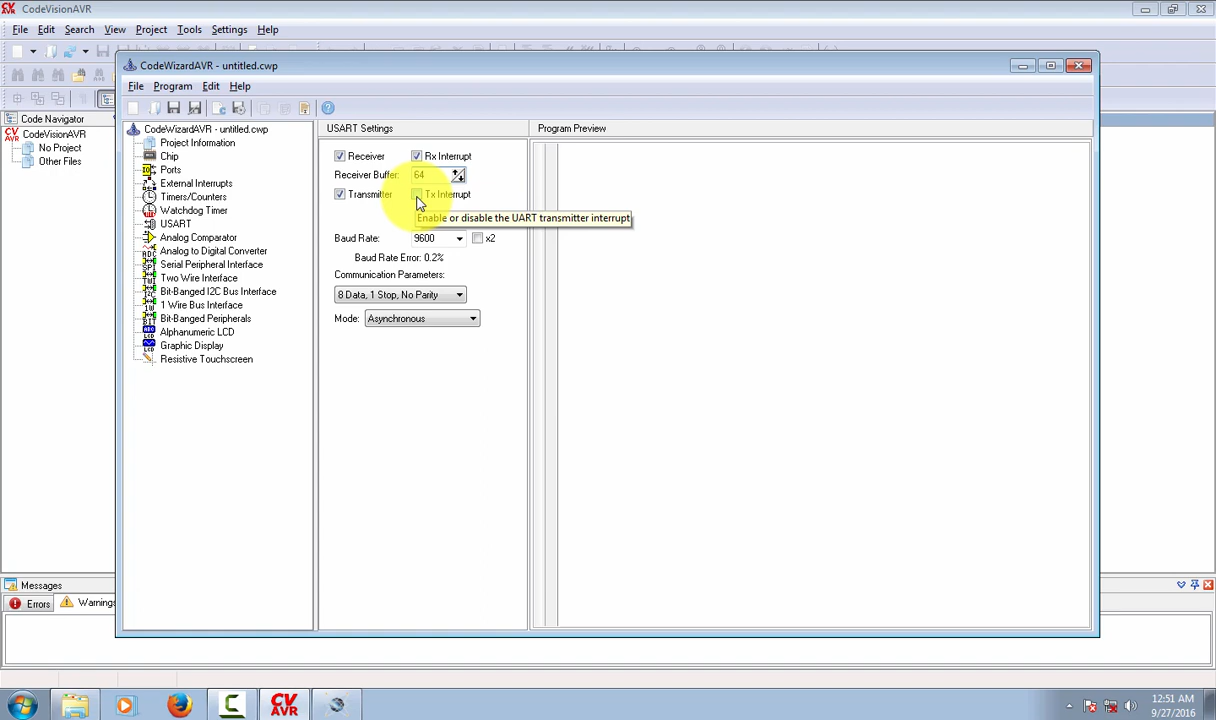 CodeVisionAVR
File Edit Search View Project Tools Settings Help
CodeWizardAVR - untitled.cwp
File Program Edit Help
Code Navigator
CodeVisionAVR
No Project
Other Files
CodeWizardAVR - untitled.cwp
Project Information
Chip
Ports
External Interrupts
Timers/Counters
Watchdog Timer
USART
Analog Comparator
Analog to Digital Converter
Serial Peripheral Interface
Two Wire Interface
Bit-Banged I2C Bus Interface
1 Wire Bus Interface
Bit-Banged Peripherals
Alphanumeric LCD
Graphic Display
Resistive Touchscreen
USART Settings
Receiver Rx Interrupt
Receiver Buffer: 64
Transmitter Tx Interrupt
Enable or disable the UART transmitter interrupt
Baud Rate: 9600 x2
Baud Rate Error: 0.2%
Communication Parameters:
8 Data, 1 Stop, No Parity
Mode: Asynchronous
Program Preview
Messages
Errors Warnings
CV
AVR
12:51 AM
9/27/2016